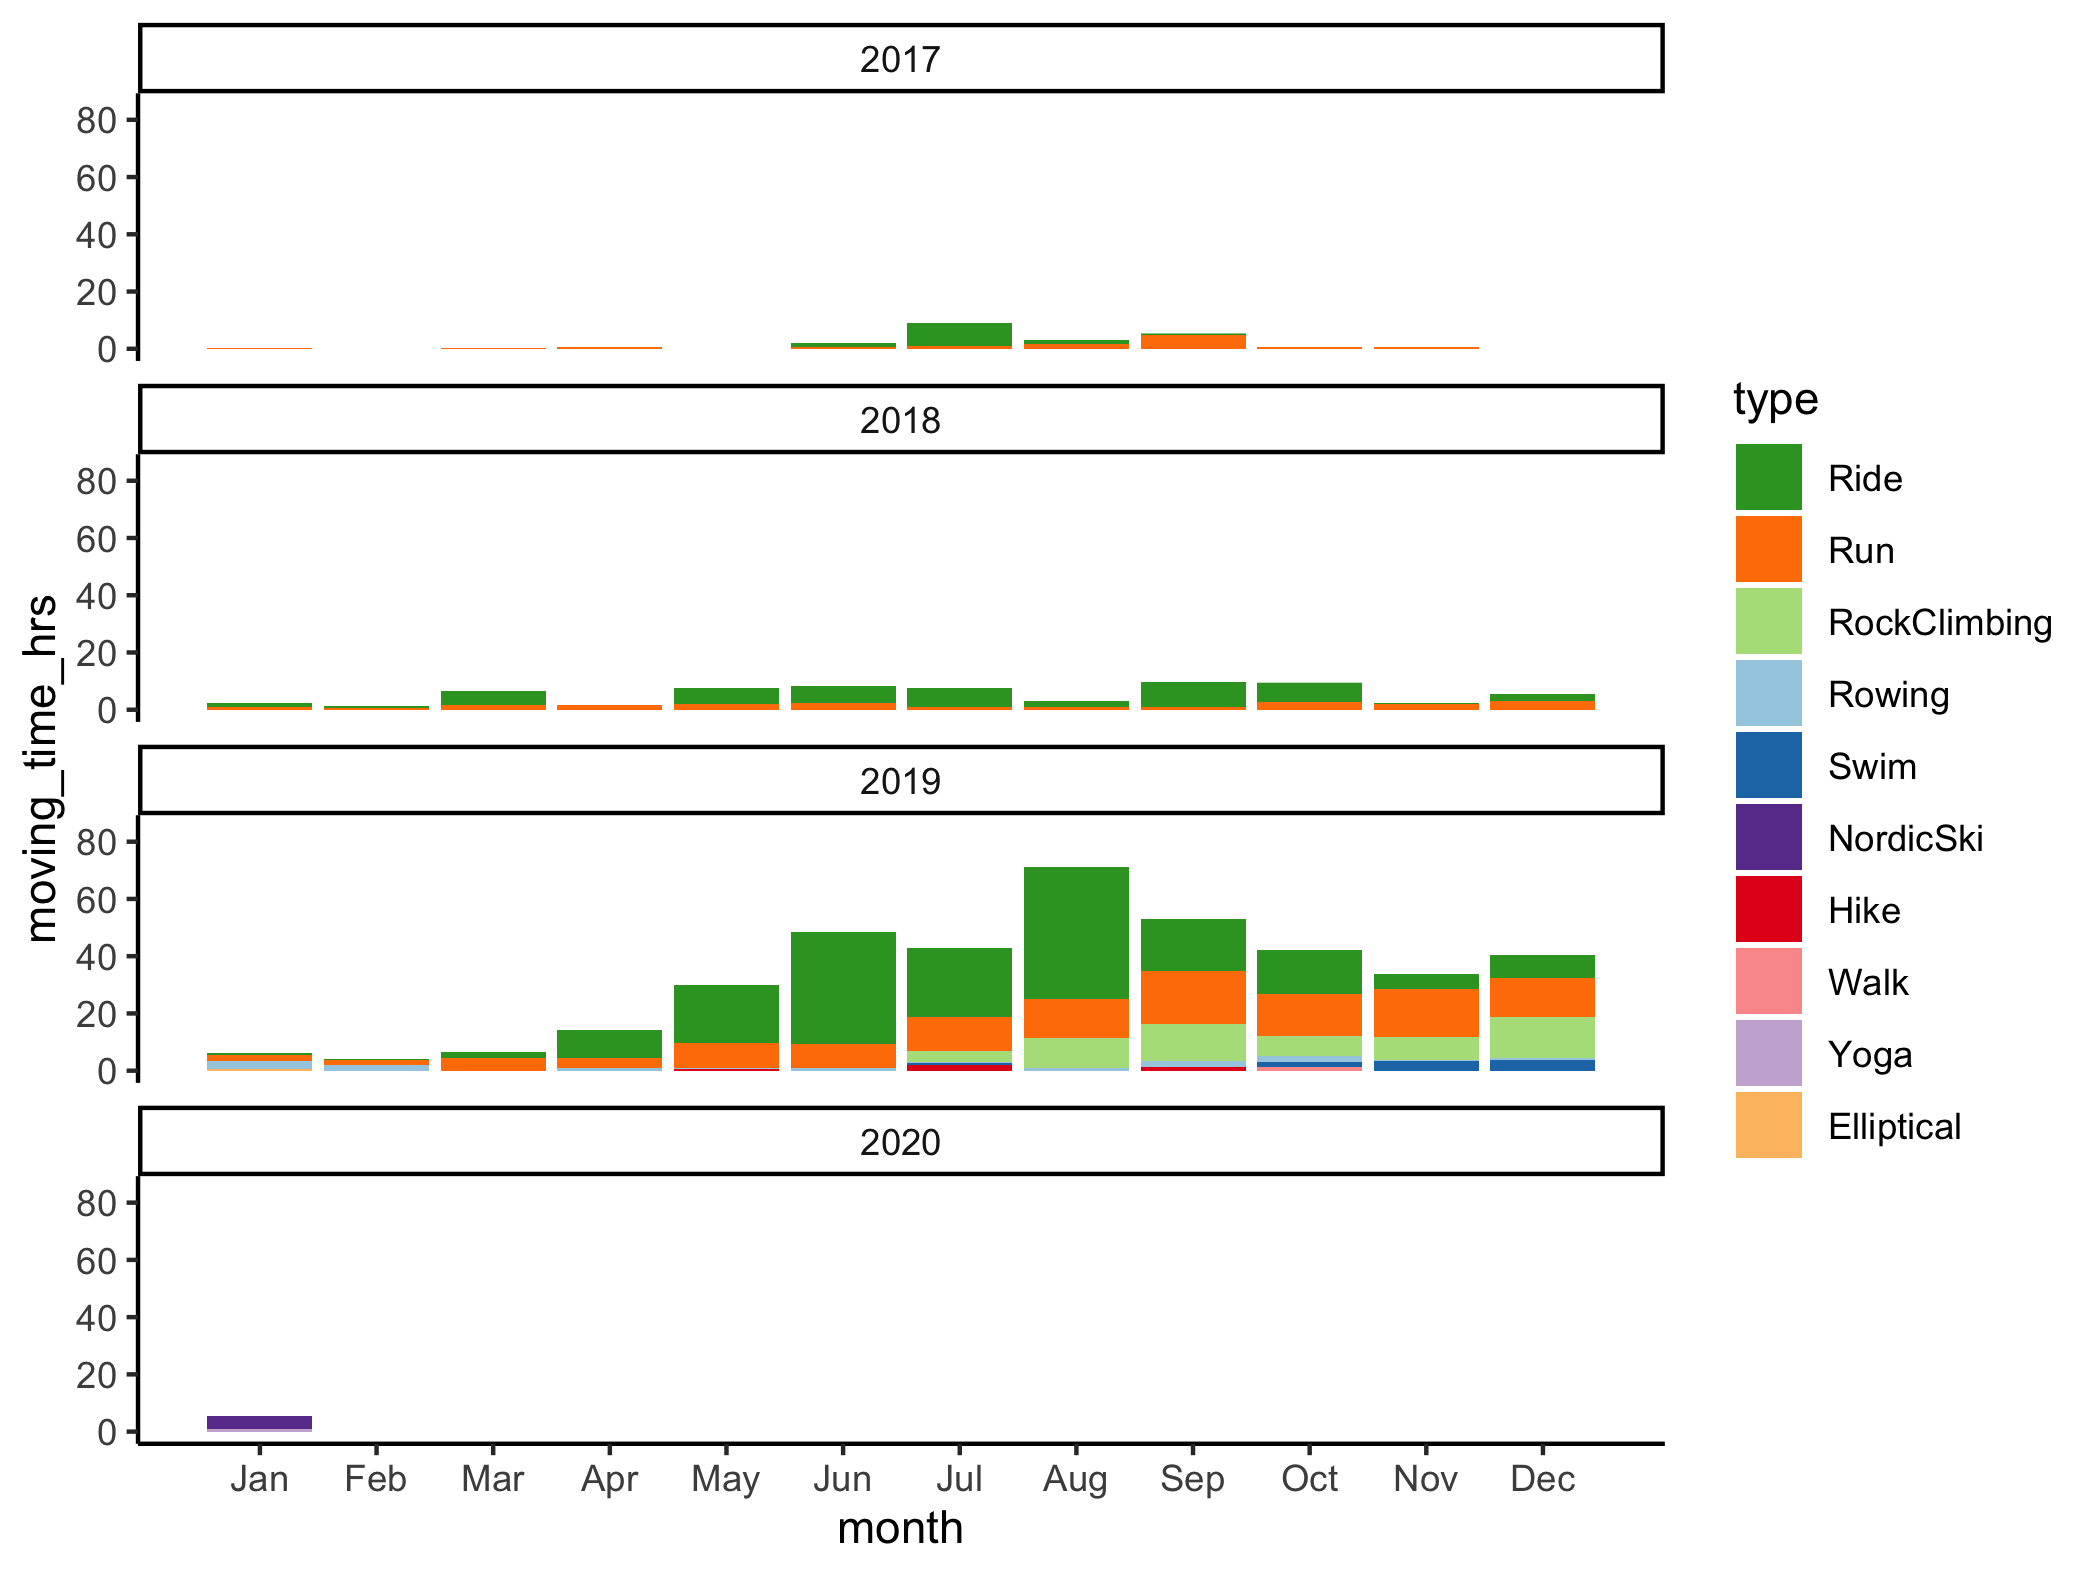 2017
80
60
40
20
0
2018
80
60
40
20
0
2019
80
60
40
20
0
2020
80
60
40
20
0
Jan Feb Mar Apr May Jun Jul Aug Sep Oct Nov Dec
month
moving_time_hrs
type
Ride
Run
RockClimbing
Rowing
Swim
NordicSki
Hike
Walk
Yoga
Elliptical